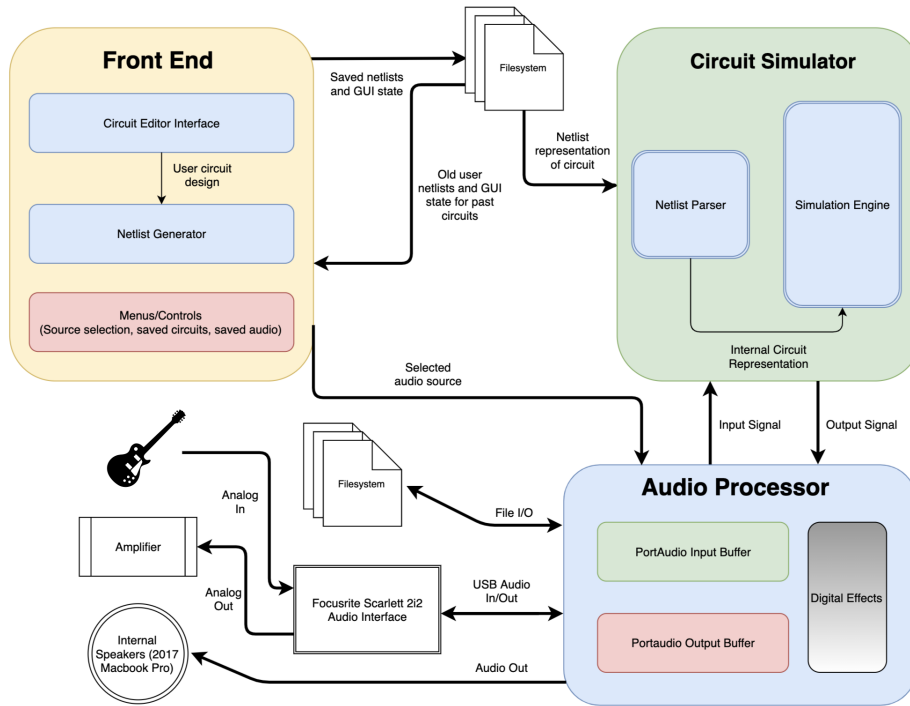 Front End
Circuit Editor Interface
User circuit
design
Netlist Generator
Menus/Controls
(Source selection, saved circuits, saved audio)
Saved netlists
and GUI state
Filesystem
Old user
netlists and GUI
state for past
circuits
Netlist
representation
of circuit
Circuit Simulator
Netlist Parser
Simulation Engine
Internal Circuit
Representation
Selected
audio source
Input Signal
Output Signal
Analog
In
Filesystem
File I/O
Amplifier
Analog
Out
Focusrite Scarlett 2i2
Audio Interface
USB Audio
In/Out
Internal
Speakers (2017
Macbook Pro)
Audio Out
Audio Processor
PortAudio Input Buffer
Portaudio Output Buffer
Digital Effects